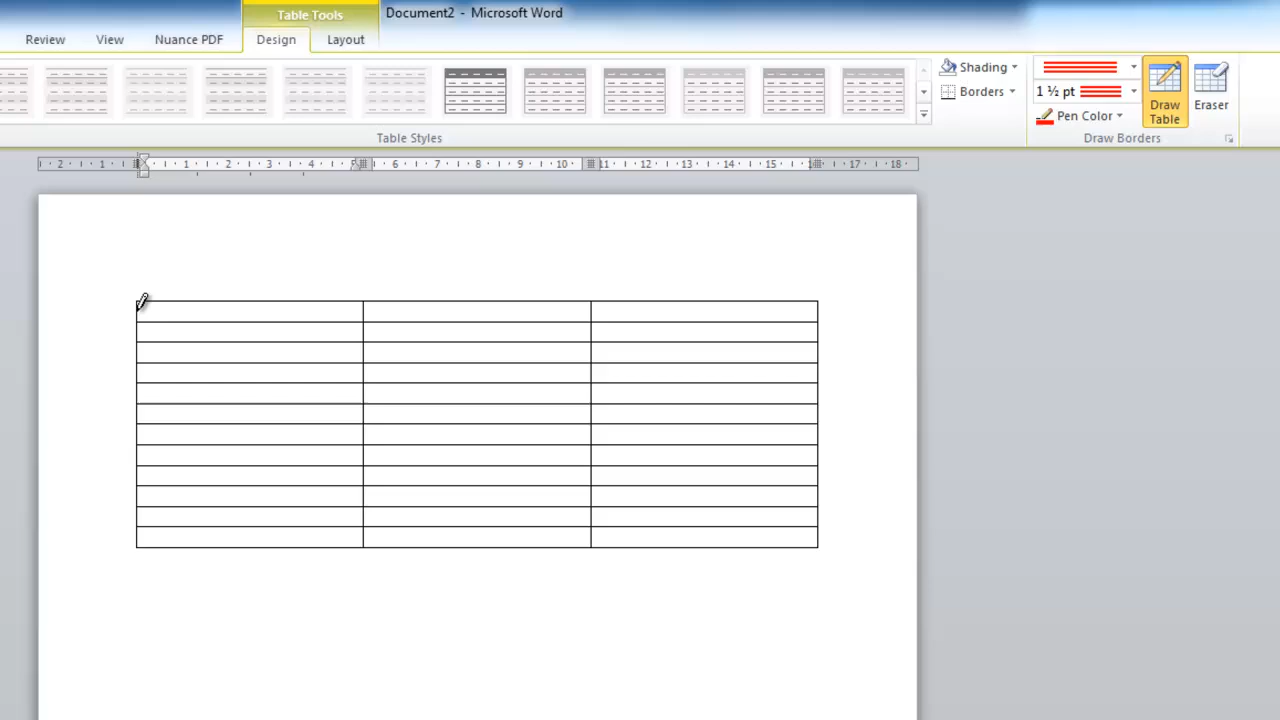 Table Tools
Document2 - Microsoft Word
Review View Nuance PDF Design Layout
Shading
Borders
1 ½ pt
Pen Color
Draw Table
Eraser
Table Styles
Draw Borders
2 1 1 2 3 4 5 6 7 8 9 10 11 12 13 14 15 17 18